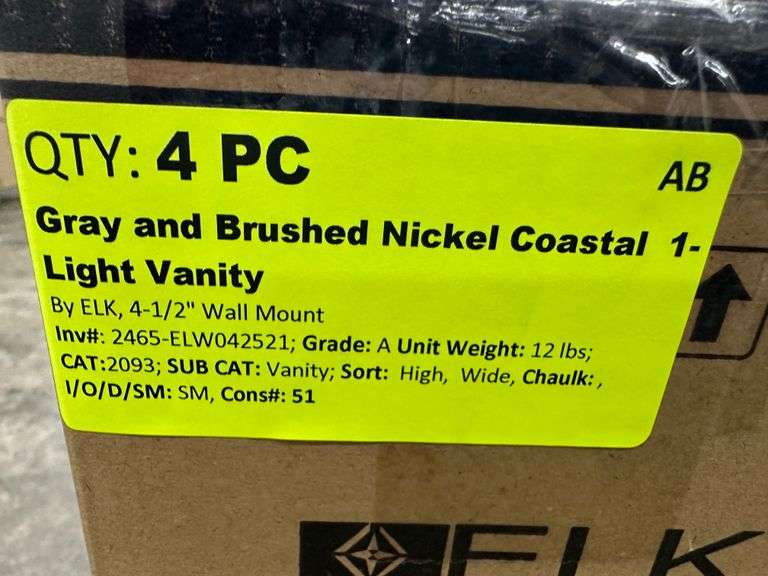 QTY: 4 PC
AB
Gray and Brushed Nickel Coastal 1-
Light Vanity
By ELK, 4-1/2" Wall Mount
Inv#: 2465-ELW042521; Grade: A Unit Weight: 12 lbs;
CAT:2093; SUB CAT: Vanity; Sort: High, Wide, Chaulk: ,
I/O/D/SM: SM, Cons#: 51
ELK